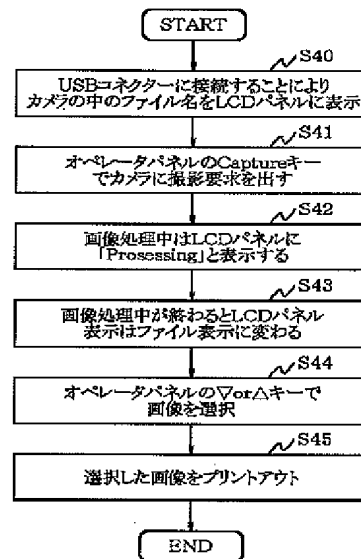 START
S40
USBコネクターに接続することにより
カメラの中のファイル名をLCDパネルに表示
S41
オペレータパネルのCaptureキー
でカメラに撮影要求を出す
S42
画像処理中はLCDパネルに
「Prosessing」と表示する
S43
画像処理中が終わるとLCDパネル
表示はファイル表示に変わる
S44
オペレータパネルの▽or△キーで
画像を選択
S45
選択した画像をプリントアウト
END